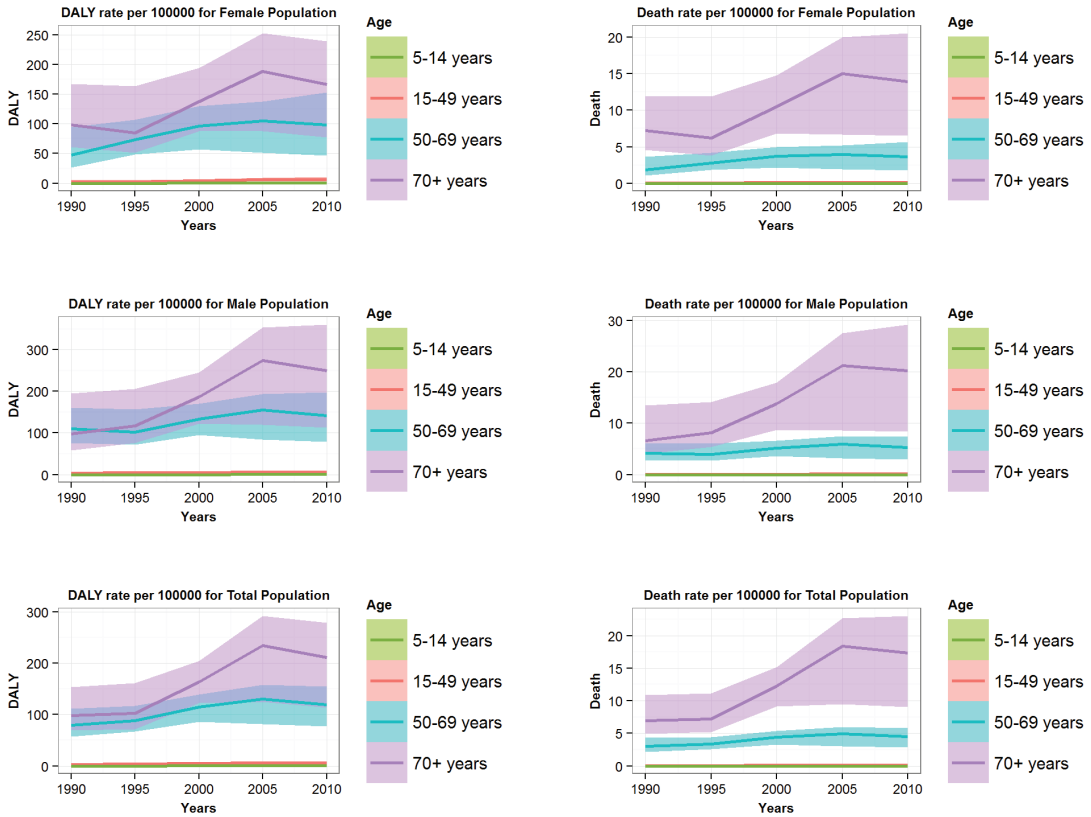 DALY rate per 100000 for Female Population
250
200
150
100
50
0
DALY
1990 1995 2000 2005 2010
Years
Age
5-14 years
15-49 years
50-69 years
70+ years
Death rate per 100000 for Female Population
20
15
10
5
0
Death
1990 1995 2000 2005 2010
Years
Age
5-14 years
15-49 years
50-69 years
70+ years
DALY rate per 100000 for Male Population
300
200
100
0
DALY
1990 1995 2000 2005 2010
Years
Age
5-14 years
15-49 years
50-69 years
70+ years
Death rate per 100000 for Male Population
30
20
10
0
Death
1990 1995 2000 2005 2010
Years
Age
5-14 years
15-49 years
50-69 years
70+ years
DALY rate per 100000 for Total Population
300
200
100
0
DALY
1990 1995 2000 2005 2010
Years
Age
5-14 years
15-49 years
50-69 years
70+ years
Death rate per 100000 for Total Population
20
15
10
5
0
Death
1990 1995 2000 2005 2010
Years
Age
5-14 years
15-49 years
50-69 years
70+ years